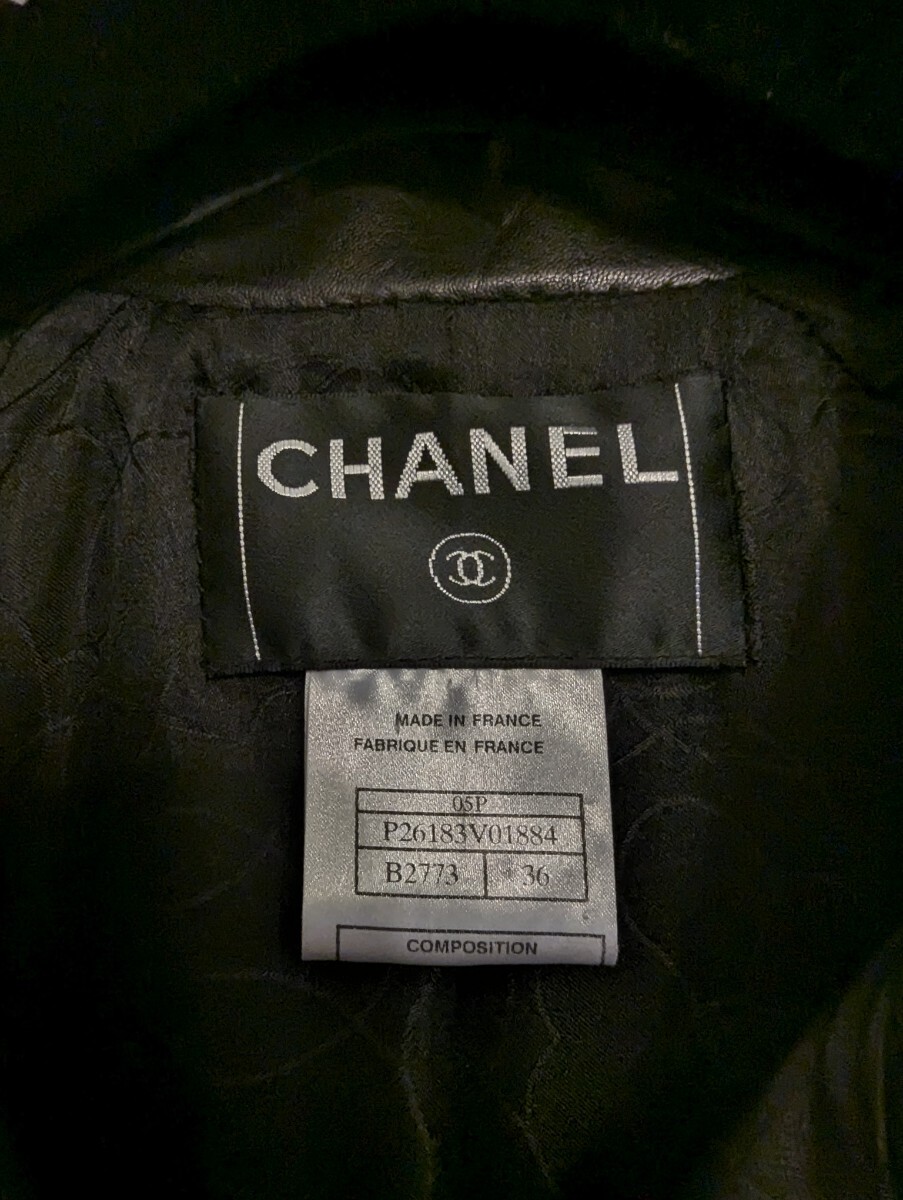 CHANEL
MADE IN FRANCE
FABRIQUE EN FRANCE
05P
P26183V01884
B2773 36
COMPOSITION